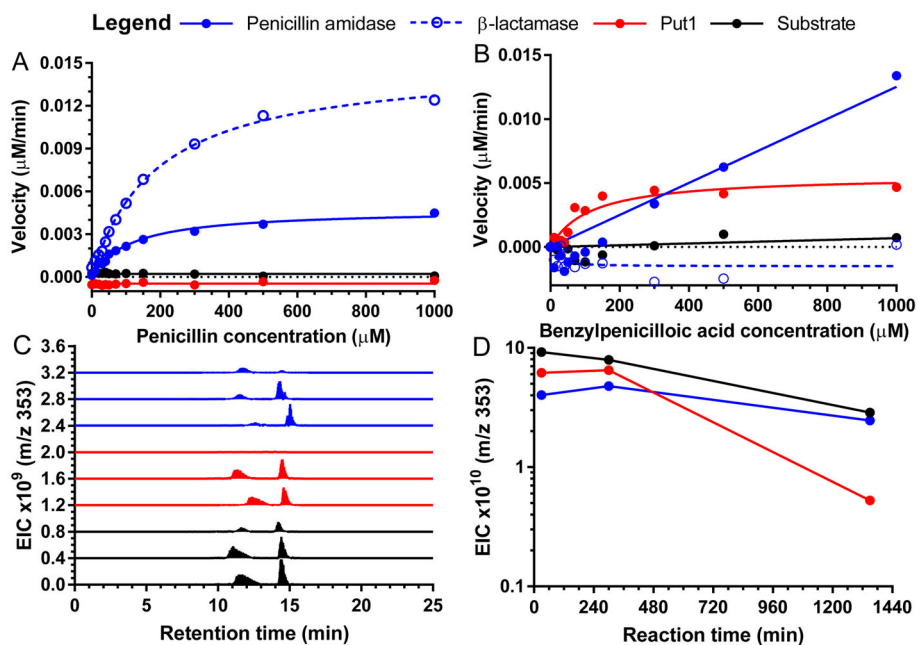 Legend Penicillin amidase β-lactamase Put1 Substrate
A
Velocity (μM/min)
0.015
0.012
0.009
0.006
0.003
0.000
0 200 400 600 800 1000
Penicillin concentration (μM)
B
Velocity (μM/min)
0.015
0.010
0.005
0.000
-0.005
0 200 400 600 800 1000
Benzylpenicilloic acid concentration (μM)
C
EIC x10⁹ (m/z 353)
3.6
3.2
2.8
2.4
2.0
1.6
1.2
0.8
0.4
0.0
0 5 10 15 20 25
Retention time (min)
D
EIC x10¹⁰ (m/z 353)
10
1
0.1
0 240 480 720 960 1200 1440
Reaction time (min)